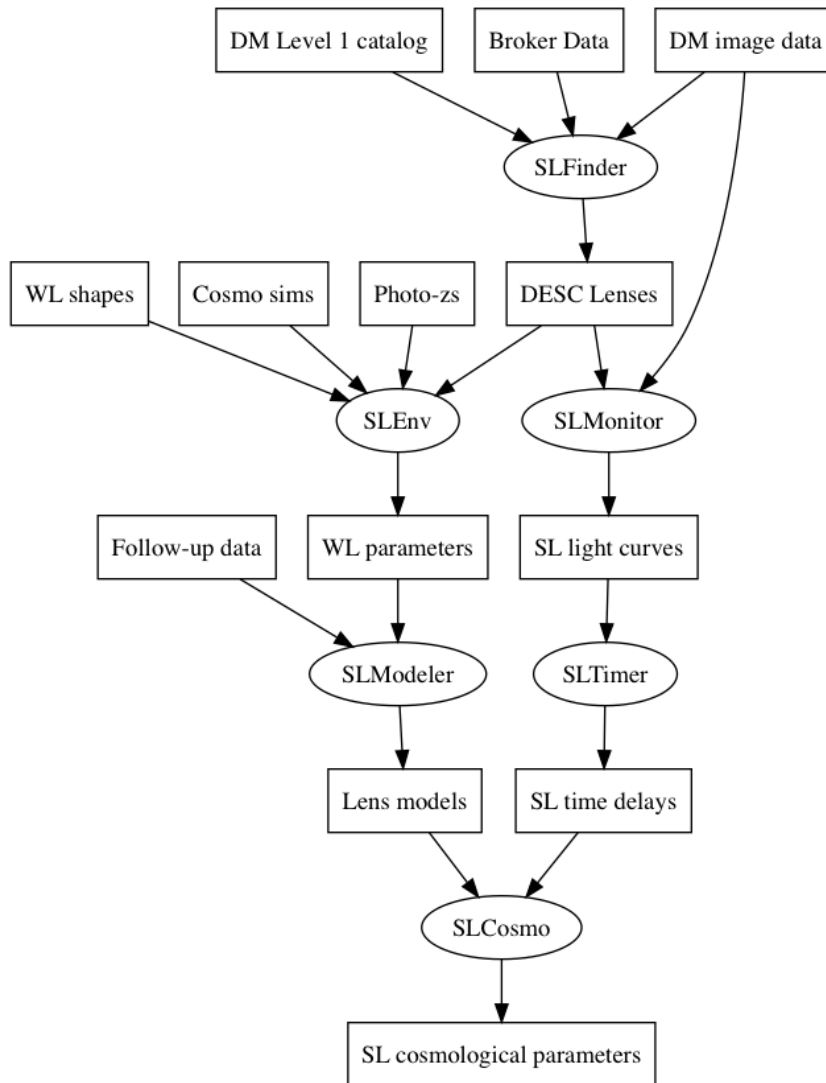 DM Level 1 catalog
Broker Data
DM image data
SLFinder
WL shapes
Cosmo sims
Photo-zs
DESC Lenses
SLEnv
SLMonitor
Follow-up data
WL parameters
SL light curves
SLModeler
SLTimer
Lens models
SL time delays
SLCosmo
SL cosmological parameters